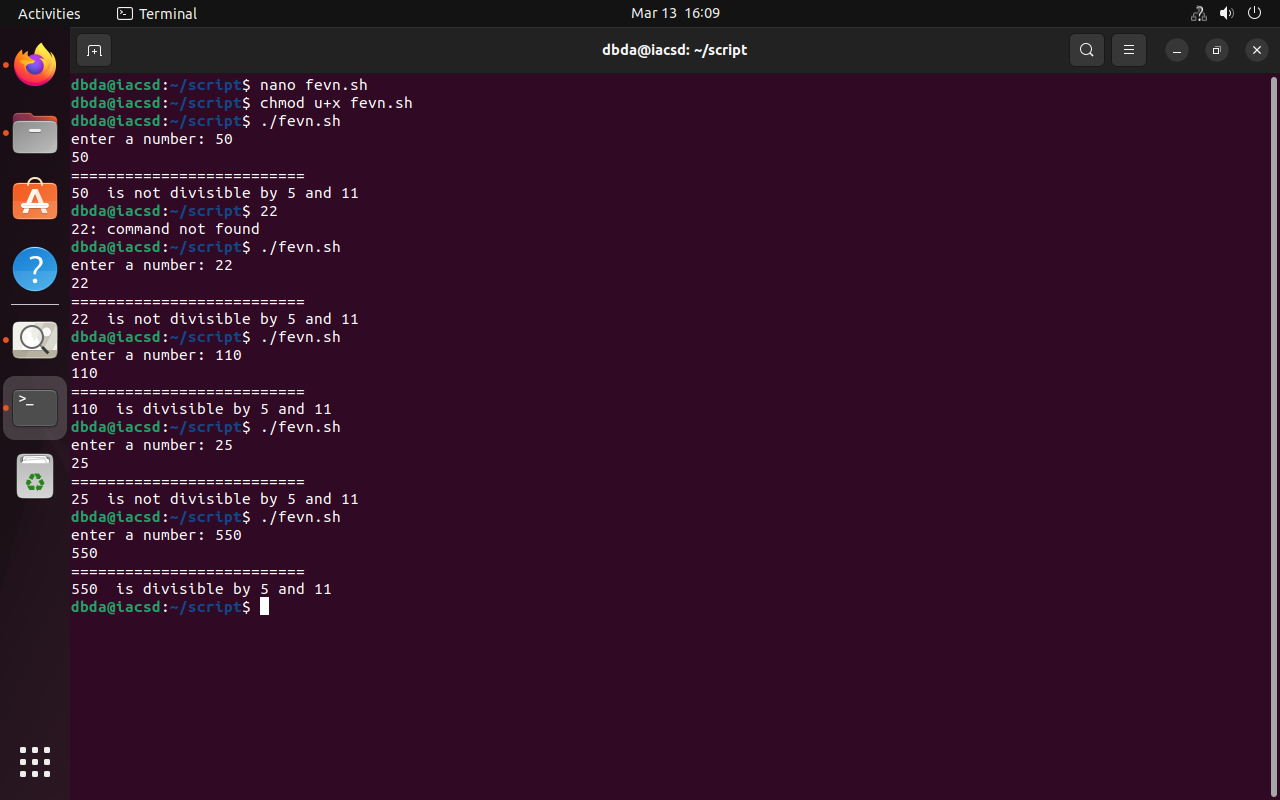 Activities Terminal Mar 13 16:09
dbda@iacsd: ~/script
dbda@iacsd:~/script$ nano fevn.sh
dbda@iacsd:~/script$ chmod u+x fevn.sh
dbda@iacsd:~/script$ ./fevn.sh
enter a number: 50
50
==========================
50  is not divisible by 5 and 11
dbda@iacsd:~/script$ 22
22: command not found
dbda@iacsd:~/script$ ./fevn.sh
enter a number: 22
22
==========================
22  is not divisible by 5 and 11
dbda@iacsd:~/script$ ./fevn.sh
enter a number: 110
110
==========================
110  is divisible by 5 and 11
dbda@iacsd:~/script$ ./fevn.sh
enter a number: 25
25
==========================
25  is not divisible by 5 and 11
dbda@iacsd:~/script$ ./fevn.sh
enter a number: 550
550
==========================
550  is divisible by 5 and 11
dbda@iacsd:~/script$